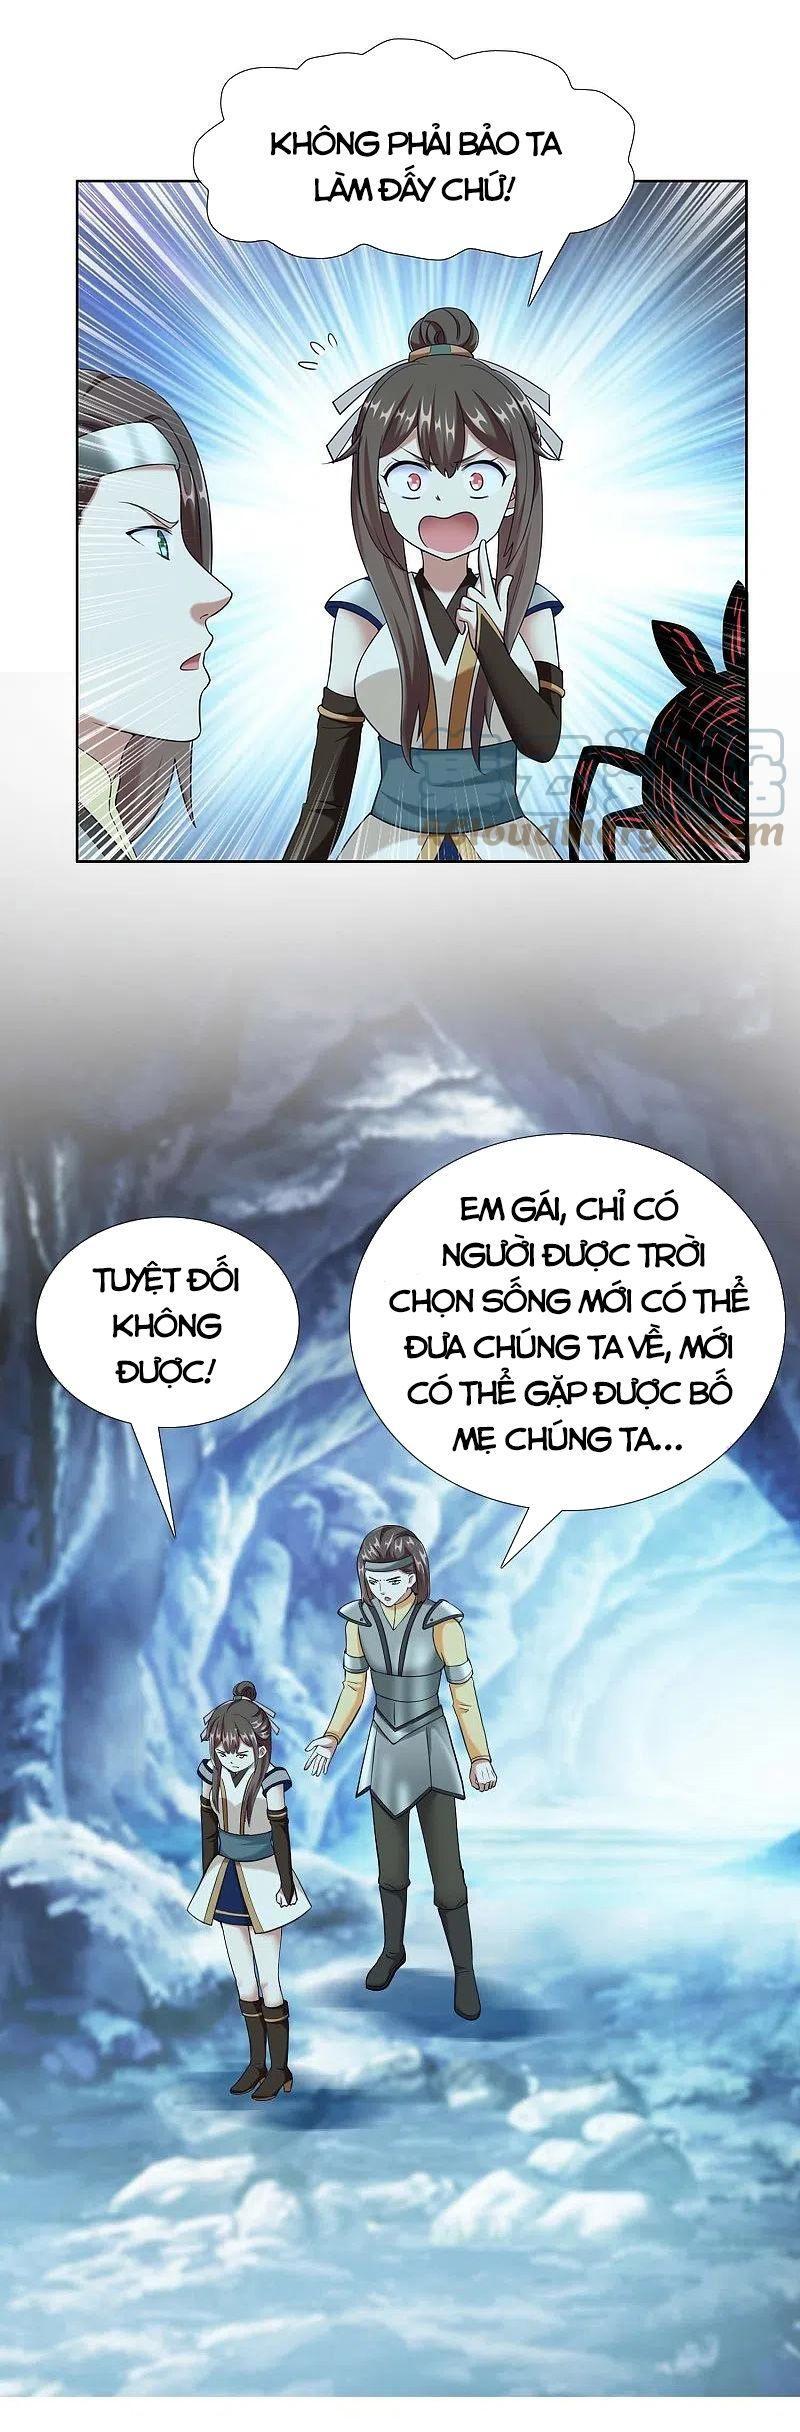 KHÔNG PHẢI BẢO TA
LÀM ĐẤY CHỨ!
EM GÁI, CHỈ CÓ
NGƯỜI ĐƯỢC TRỜI
CHỌN SỐNG MỚI CÓ THỂ
ĐƯA CHÚNG TA VỀ, MỚI
CÓ THỂ GẶP ĐƯỢC BỐ
MẸ CHÚNG TA...
TUYỆT ĐỐI
KHÔNG
ĐƯỢC!